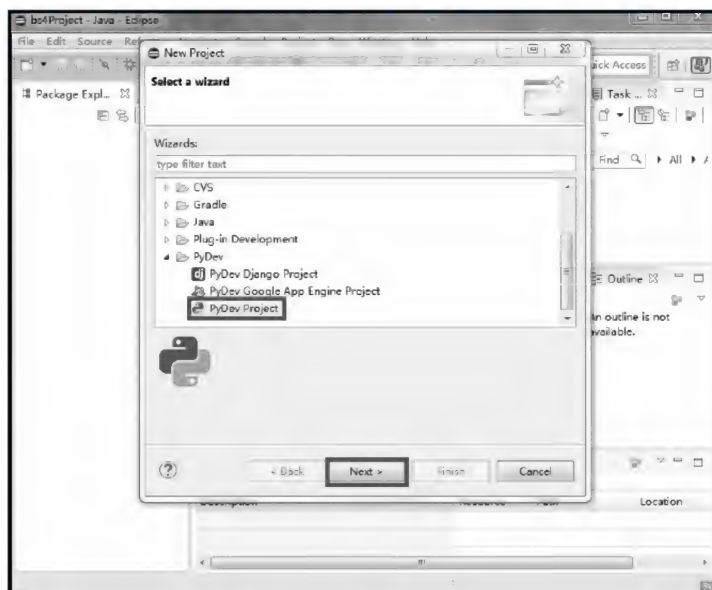 bs4Project - Java - Eclipse
File Edit Source
New Project
Select a wizard
Quick Access
Package Expl...
Task ...
Wizards:
type filter text
Find
All
CVS
Gradle
Java
Plug-in Development
PyDev
PyDev Django Project
PyDev Google App Engine Project
PyDev Project
Outline
An outline is not
available.
< Back
Next >
Finish
Cancel
Location